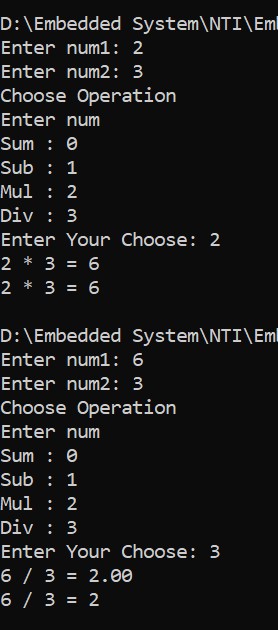 D:\Embedded System\NTI\Em
Enter num1: 2
Enter num2: 3
Choose Operation
Enter num
Sum : 0
Sub : 1
Mul : 2
Div : 3
Enter Your Choose: 2
2 * 3 = 6
2 * 3 = 6
D:\Embedded System\NTI\Em
Enter num1: 6
Enter num2: 3
Choose Operation
Enter num
Sum : 0
Sub : 1
Mul : 2
Div : 3
Enter Your Choose: 3
6 / 3 = 2.00
6 / 3 = 2